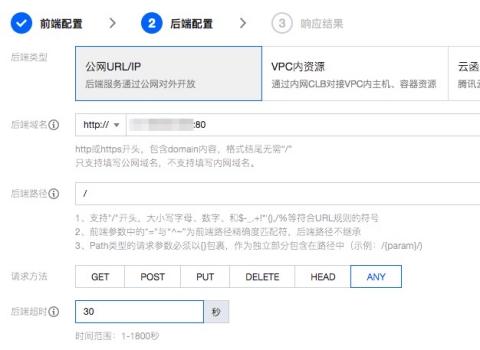 前端配置
2 后端配置
3 响应结果
后端类型
公网URL/IP
后端服务通过公网对外开放
VPC内资源
通过内网CLB对接VPC内主机、容器资源
云函
腾讯云
后端域名
http://
:80
http或https开头，包含domain内容，格式结尾无需“/”
只支持填写公网域名，不支持填写内网域名。
后端路径
/
1、支持"/"开头，大小写字母、数字、和$-_.+!*'(),/%等符合URL规则的符号
2、前端参数中的"="与"^~"为前端路径精确度匹配符，后端路径不继承
3、Path类型的请求参数必须以{}包裹，作为独立部分包含在路径中（示例：/{param}/)
请求方法
GET
POST
PUT
DELETE
HEAD
ANY
后端超时
30
秒
时间范围：1-1800秒